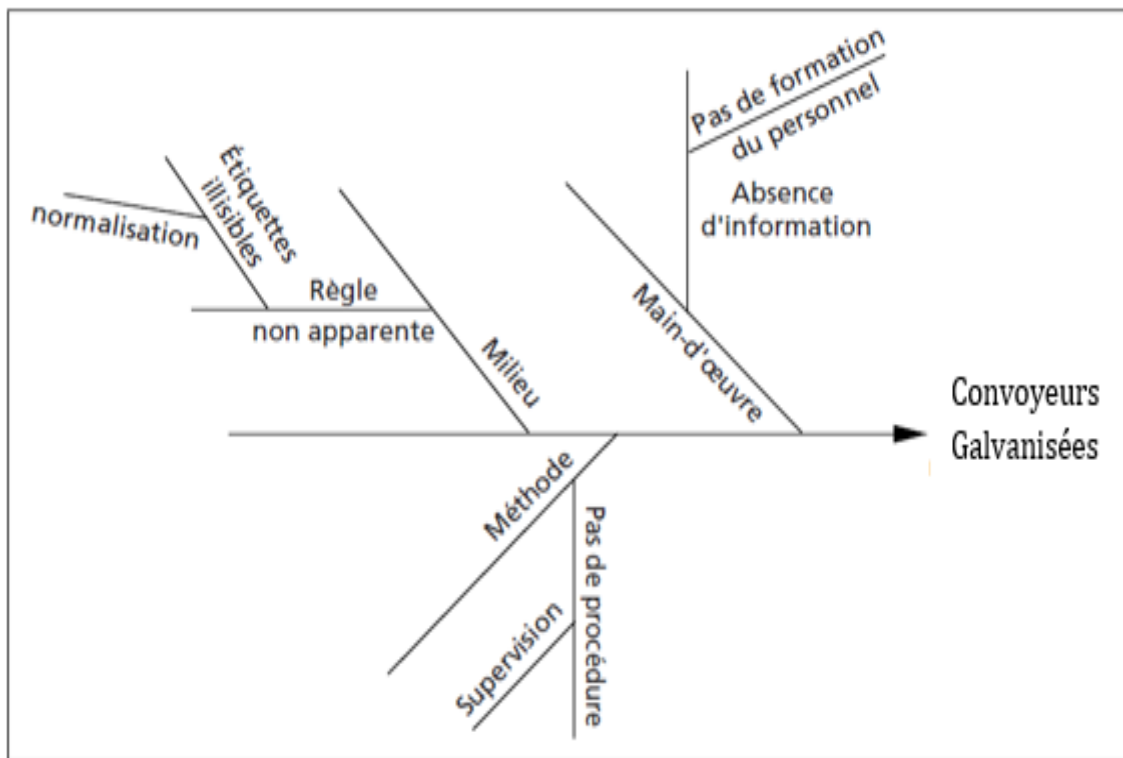 Pas de formation
du personnel
Absence
d'information
Main-d'œuvre
Étiquettes
illisibles
normalisation
Règle
non apparente
Milieu
Convoyeurs
Galvanisées
Méthode
Pas de procédure
Supervision